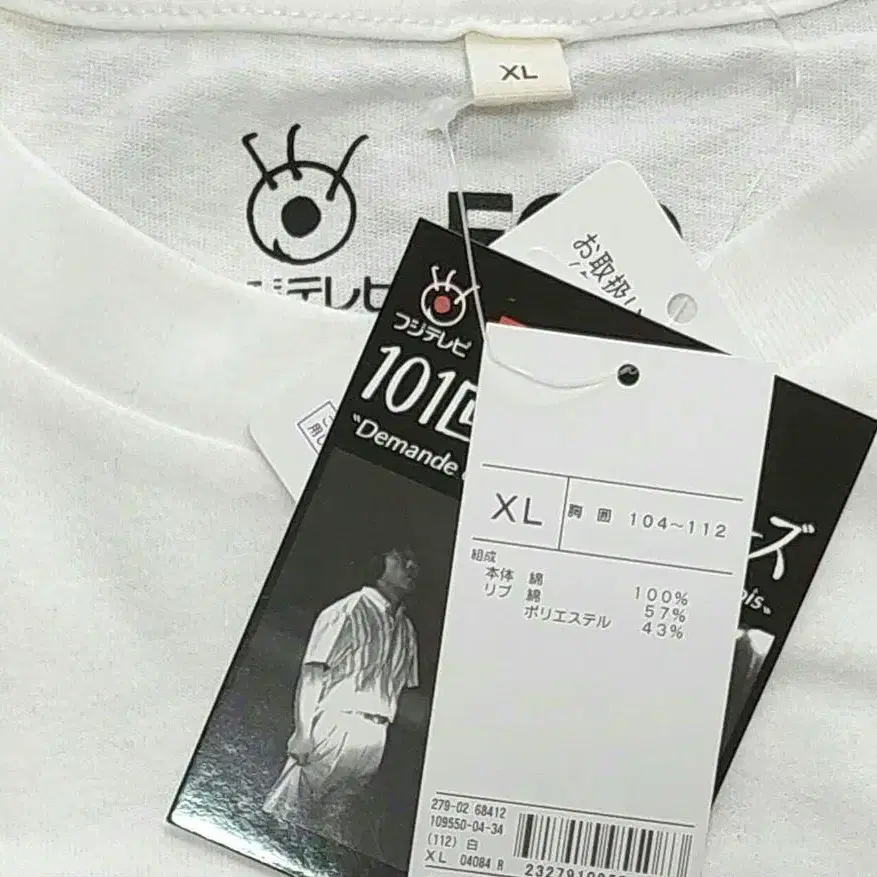 XL
フジテレビ
お取扱い
フジテレビ
101回
"Demande
ーズ
XL
胸囲 104~112
組成
本体 綿 100%
リブ 綿 57%
ポリエステル 43%
279-02 68412
109550-04-34
(112) 白
XL 04084 R